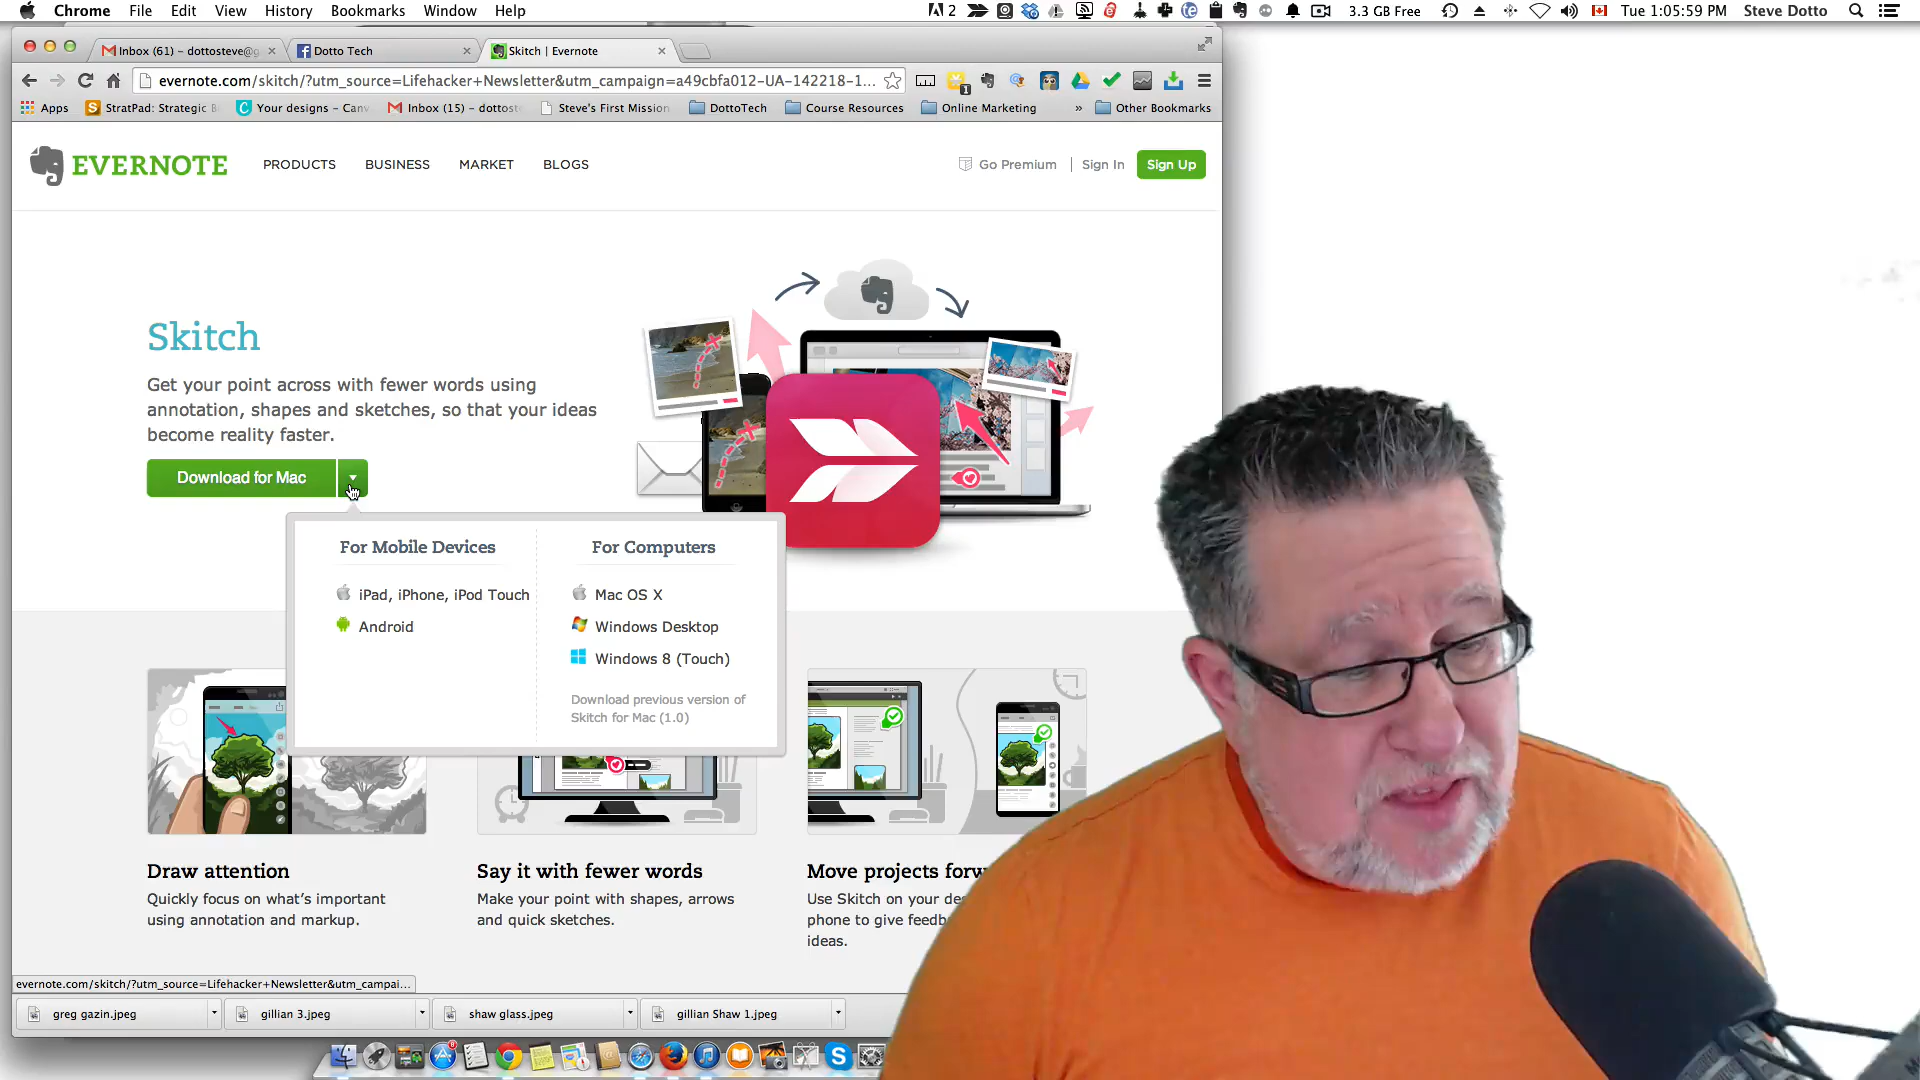 Chrome File Edit View History Bookmarks Window Help
2 3.3 GB Free Tue 1:05:59 PM Steve Dotto
Inbox (61) – dottosteve@g
Dotto Tech
Skitch | Evernote
evernote.com/skitch/?utm_source=Lifehacker+Newsletter&utm_campaign=a49cbfa012-UA-142218-1...
1
Apps StratPad: Strategic B Your designs – Can Inbox (15) – dottoste Steve's First Mission DottoTech Course Resources Online Marketing » Other Bookmarks
EVERNOTE PRODUCTS BUSINESS MARKET BLOGS Go Premium | Sign In Sign Up
Skitch
Get your point across with fewer words using
annotation, shapes and sketches, so that your ideas
become reality faster.
Download for Mac
For Mobile Devices
iPad, iPhone, iPod Touch
Android
For Computers
Mac OS X
Windows Desktop
Windows 8 (Touch)
Download previous version of
Skitch for Mac (1.0)
Draw attention
Quickly focus on what's important
using annotation and markup.
Say it with fewer words
Make your point with shapes, arrows
and quick sketches.
Move projects forw
Use Skitch on your de
phone to give feedb
ideas.
evernote.com/skitch/?utm_source=Lifehacker+Newsletter&utm_campai...
greg gazin.jpeg
gillian 3.jpeg
shaw glass.jpeg
gillian Shaw 1.jpeg
8